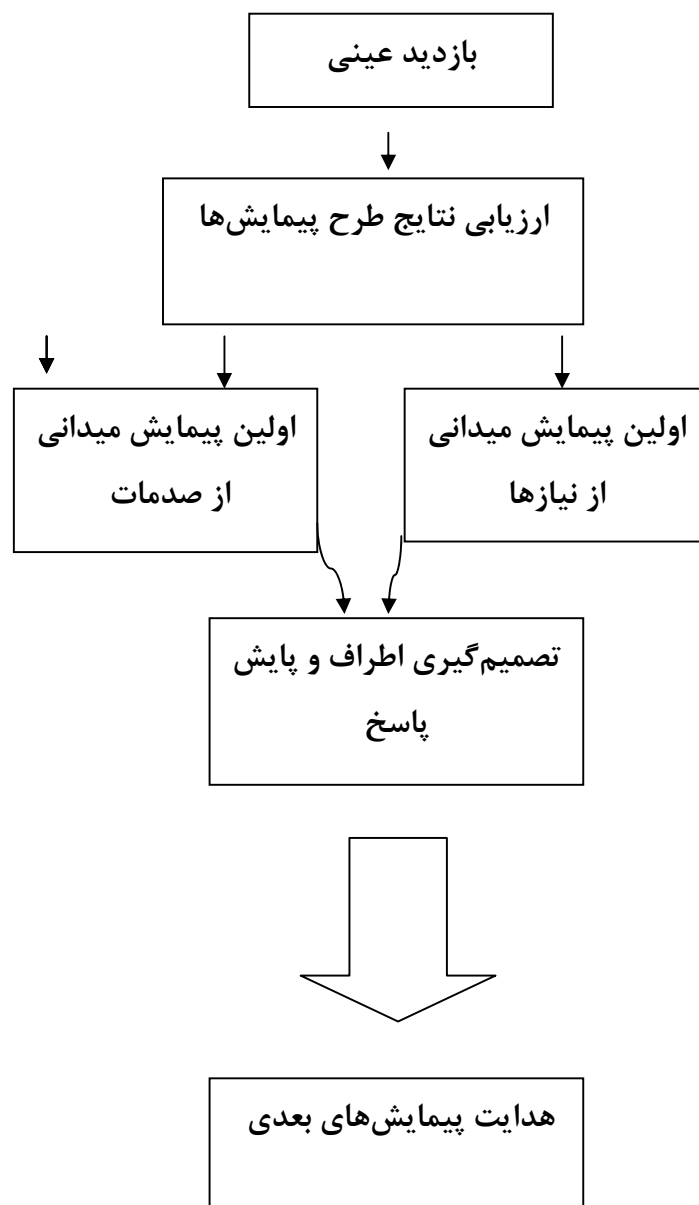 بازدید عینی
ارزیابی نتایج طرح پیمایش‌ها
اولین پیمایش میدانی
از نیازها
اولین پیمایش میدانی
از صدمات
تصمیم‌گیری اطراف و پایش
پاسخ
هدایت پیمایش‌های بعدی